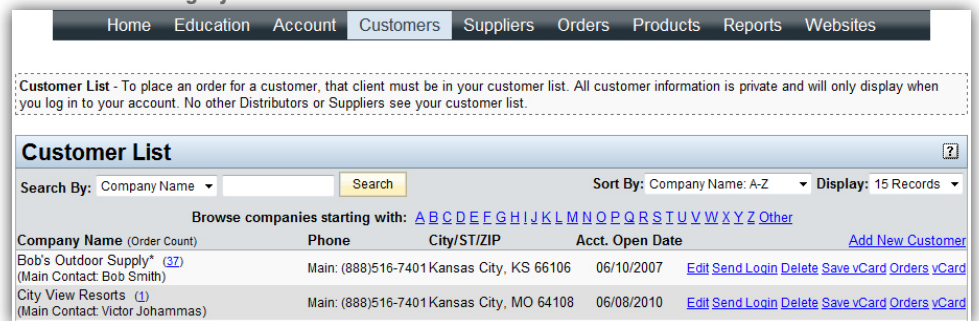 Home Education Account Customers Suppliers Orders Products Reports Websites
Customer List - To place an order for a customer, that client must be in your customer list. All customer information is private and will only display when
you log in to your account. No other Distributors or Suppliers see your customer list.
Customer List ?
Search By: Company Name Search Sort By: Company Name: A-Z Display: 15 Records
Browse companies starting with: A B C D E F G H I J K L M N O P Q R S T U V W X Y Z Other
Company Name (Order Count) Phone City/ST/ZIP Acct. Open Date Add New Customer
Bob's Outdoor Supply* (37)
(Main Contact: Bob Smith) Main: (888)516-7401 Kansas City, KS 66106 06/10/2007 Edit Send Login Delete Save vCard Orders vCard
City View Resorts (1)
(Main Contact: Victor Johammas) Main: (888)516-7401 Kansas City, MO 64108 06/08/2010 Edit Send Login Delete Save vCard Orders vCard